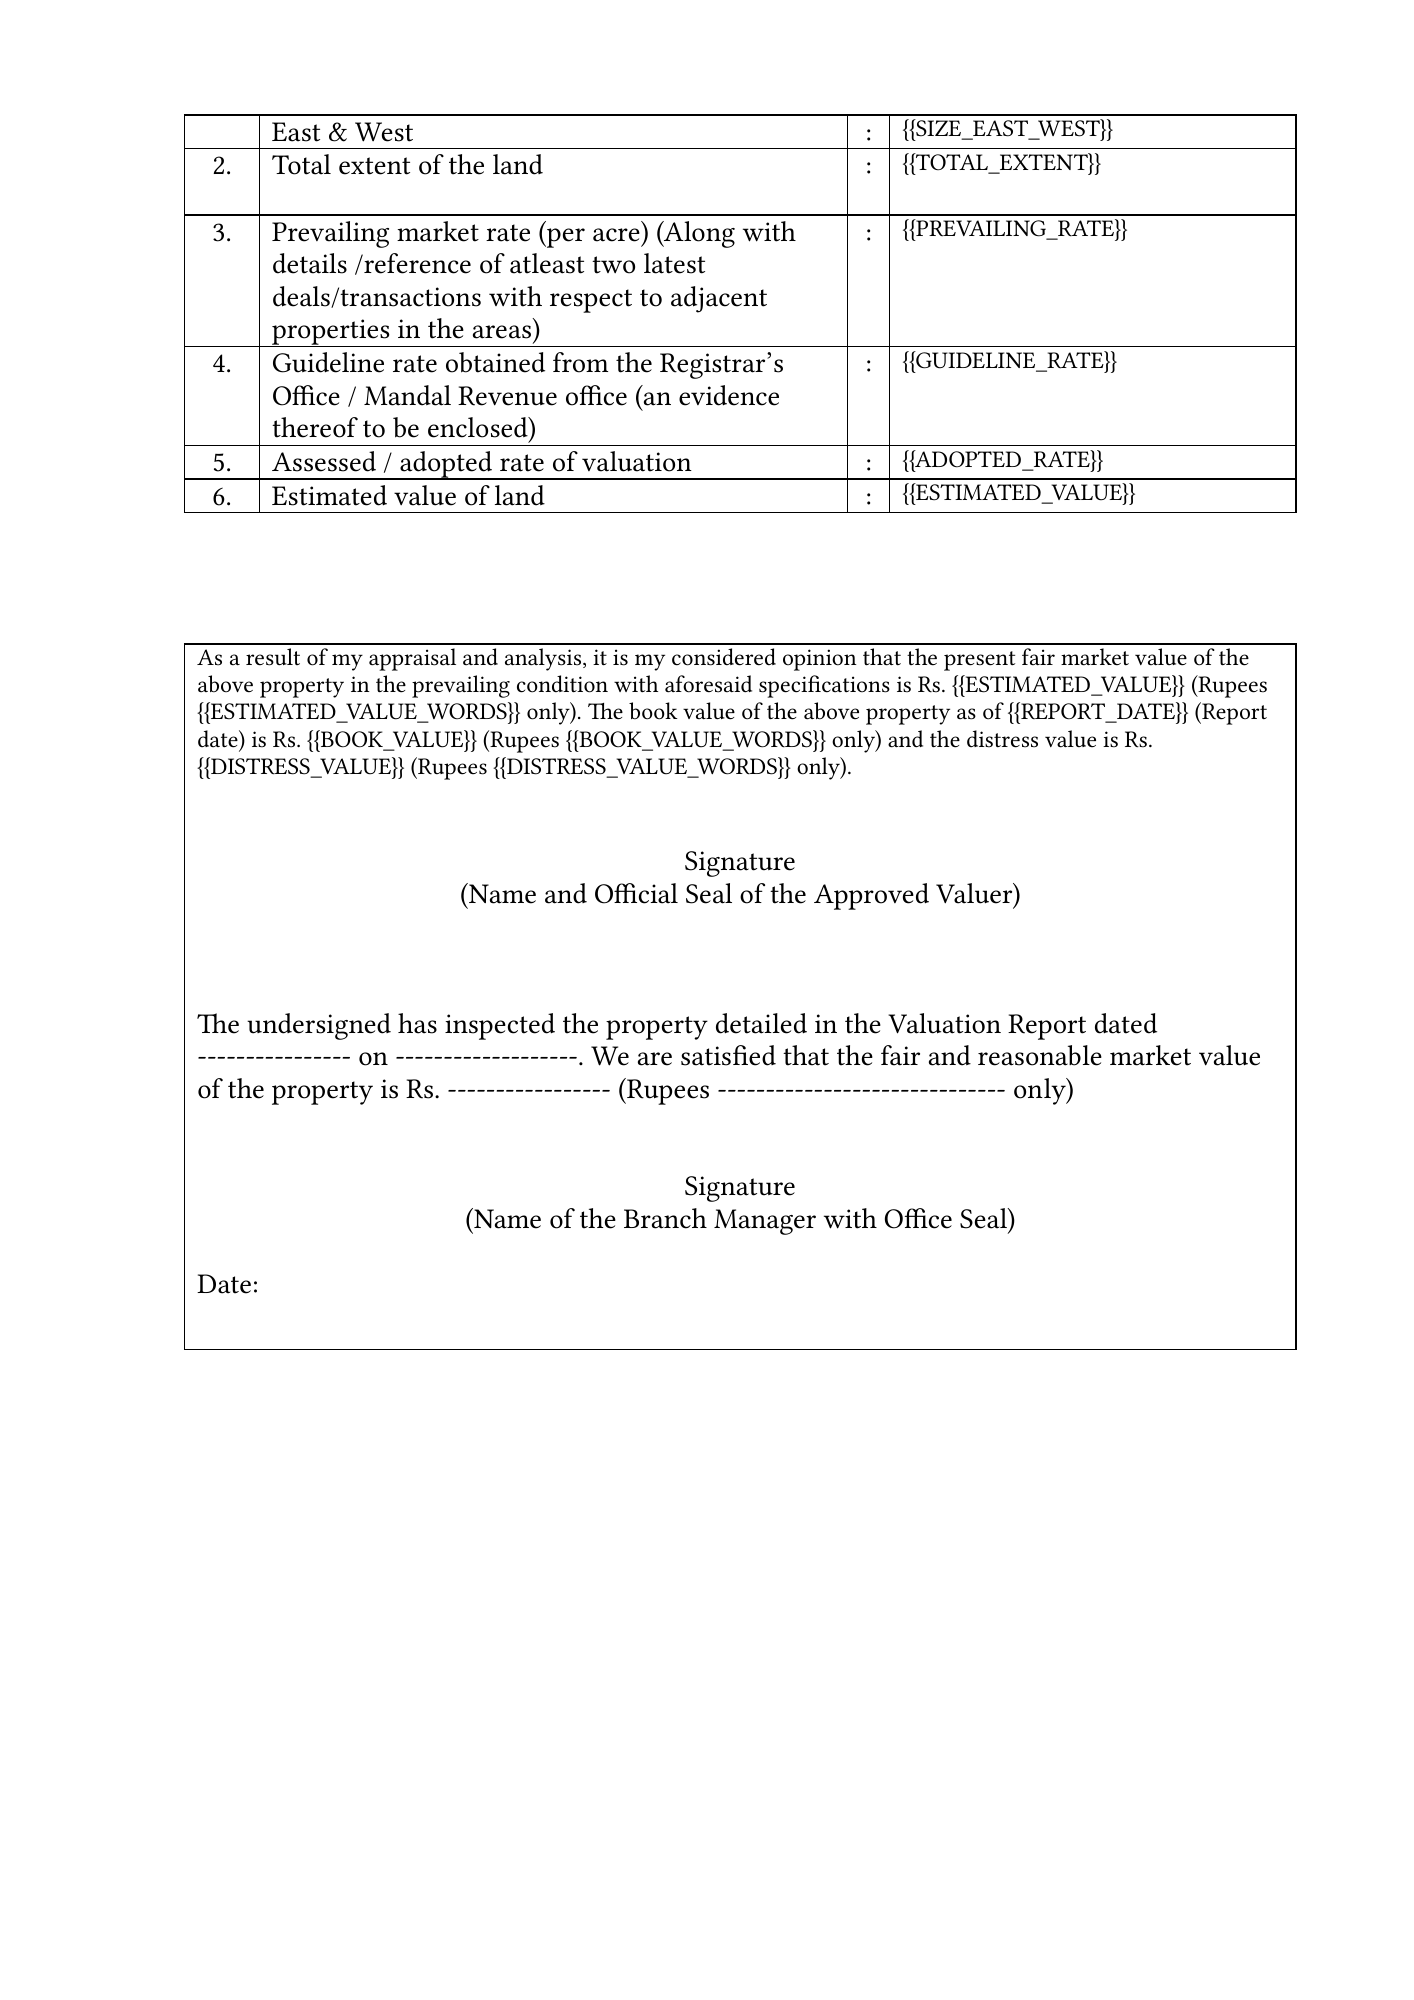 East & West : {{SIZE_EAST_WEST}}
2. Total extent of the land : {{TOTAL_EXTENT}}
3. Prevailing market rate (per acre) (Along with : {{PREVAILING_RATE}}
details /reference of atleast two latest
deals/transactions with respect to adjacent
properties in the areas)
4. Guideline rate obtained from the Registrar’s : {{GUIDELINE_RATE}}
Office / Mandal Revenue office (an evidence
thereof to be enclosed)
5. Assessed / adopted rate of valuation : {{ADOPTED_RATE}}
6. Estimated value of land : {{ESTIMATED_VALUE}}
As a result of my appraisal and analysis, it is my considered opinion that the present fair market value of the
above property in the prevailing condition with aforesaid specifications is Rs. {{ESTIMATED_VALUE}} (Rupees
{{ESTIMATED_VALUE_WORDS}} only). The book value of the above property as of {{REPORT_DATE}} (Report
date) is Rs. {{BOOK_VALUE}} (Rupees {{BOOK_VALUE_WORDS}} only) and the distress value is Rs.
{{DISTRESS_VALUE}} (Rupees {{DISTRESS_VALUE_WORDS}} only).
Signature
(Name and Official Seal of the Approved Valuer)
The undersigned has inspected the property detailed in the Valuation Report dated
---------------- on -------------------. We are satisfied that the fair and reasonable market value
of the property is Rs. ----------------- (Rupees ------------------------------ only)
Signature
(Name of the Branch Manager with Office Seal)
Date: